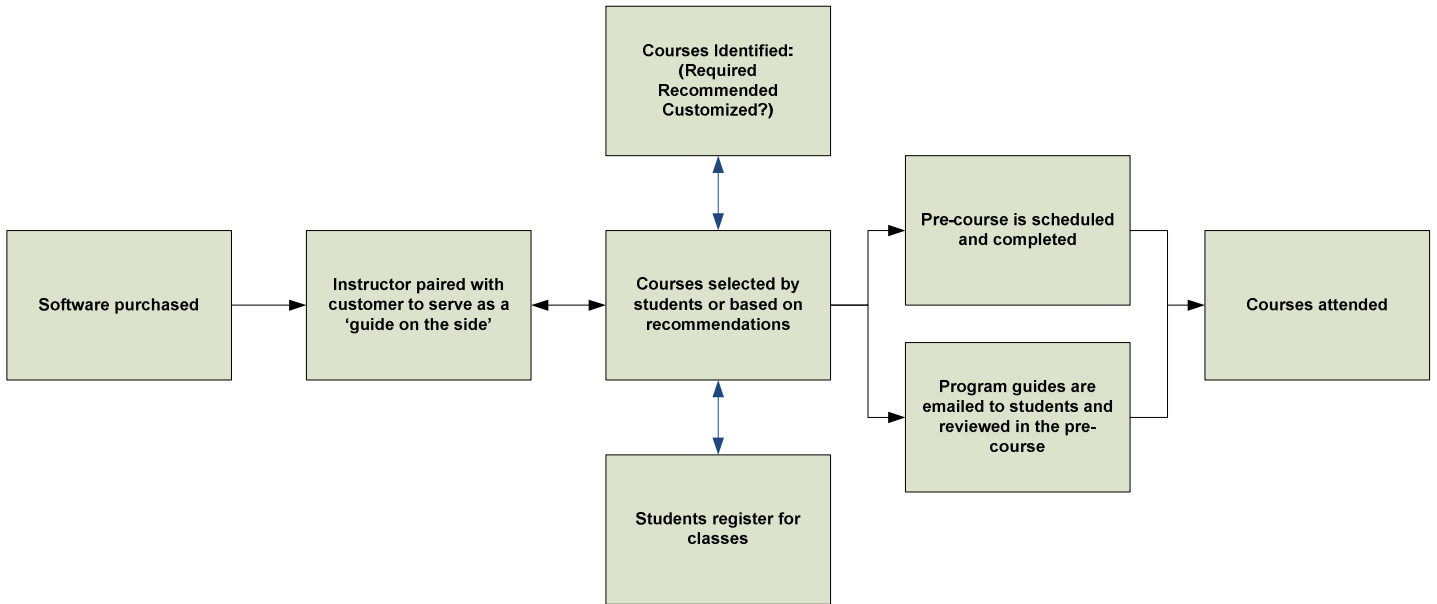 Courses Identified:
(Required
Recommended
Customized?)
Software purchased
Instructor paired with
customer to serve as a
‘guide on the side’
Courses selected by
students or based on
recommendations
Students register for
classes
Pre-course is scheduled
and completed
Program guides are
emailed to students and
reviewed in the pre-
course
Courses attended